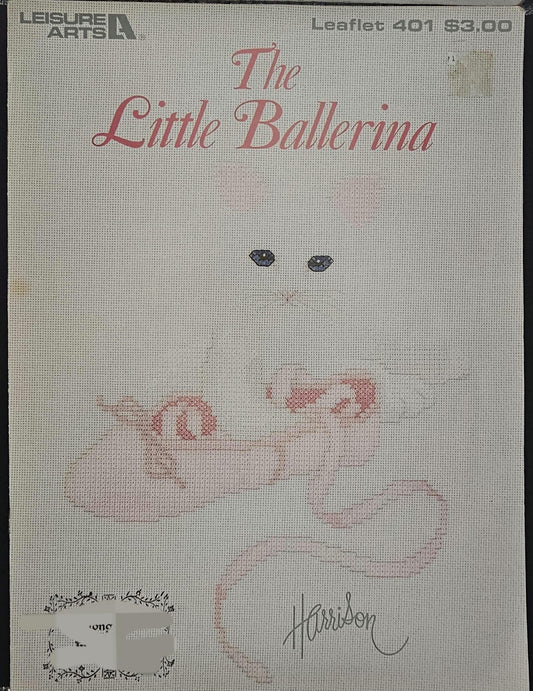 LEISURE
ARTS
Leaflet 401 $3.00
The
Little Ballerina
Harrison